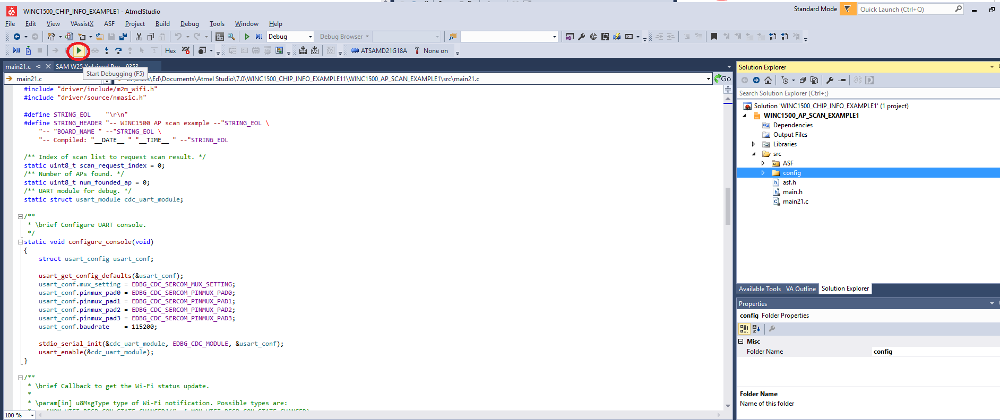 WINC1500_CHIP_INFO_EXAMPLE1 - AtmelStudio
Standard Mode
Quick Launch (Ctrl+Q)
File Edit View VAssistX ASF Project Build Debug Tools Window Help
Debug Debug Browser
Hex ATSAMD21G18A None on
main21.c SAM W25 Xplained Pro - 9353
Start Debugging (F5)
main21.c
C:\Users\Ed\Documents\Atmel Studio\7.0\WINC1500_CHIP_INFO_EXAMPLE11\WINC1500_AP_SCAN_EXAMPLE1\src\main21.c
Go
#include "driver/include/m2m_wifi.h"
#include "driver/source/nmasic.h"
#define STRING_EOL    "\r\n"
#define STRING_HEADER "-- WINC1500 AP scan example --"STRING_EOL \
"-- "BOARD_NAME " --"STRING_EOL \
"-- Compiled: "__DATE__ " "__TIME__ " --"STRING_EOL
/** Index of scan list to request scan result. */
static uint8_t scan_request_index = 0;
/** Number of APs found. */
static uint8_t num_founded_ap = 0;
/** UART module for debug. */
static struct usart_module cdc_uart_module;
/**
* \brief Configure UART console.
*/
static void configure_console(void)
{
struct usart_config usart_conf;
usart_get_config_defaults(&usart_conf);
usart_conf.mux_setting = EDBG_CDC_SERCOM_MUX_SETTING;
usart_conf.pinmux_pad0 = EDBG_CDC_SERCOM_PINMUX_PAD0;
usart_conf.pinmux_pad1 = EDBG_CDC_SERCOM_PINMUX_PAD1;
usart_conf.pinmux_pad2 = EDBG_CDC_SERCOM_PINMUX_PAD2;
usart_conf.pinmux_pad3 = EDBG_CDC_SERCOM_PINMUX_PAD3;
usart_conf.baudrate    = 115200;
stdio_serial_init(&cdc_uart_module, EDBG_CDC_MODULE, &usart_conf);
usart_enable(&cdc_uart_module);
}
/**
* \brief Callback to get the Wi-Fi status update.
*
* \param[in] u8MsgType type of Wi-Fi notification. Possible types are:
100 %
Solution Explorer
Search Solution Explorer (Ctrl+;)
Solution 'WINC1500_CHIP_INFO_EXAMPLE1' (1 project)
WINC1500_AP_SCAN_EXAMPLE1
Dependencies
Output Files
Libraries
src
ASF
config
asf.h
main.h
main21.c
Available Tools VA Outline Solution Explorer
Properties
config Folder Properties
Misc
Folder Name config
Folder Name
Name of this folder